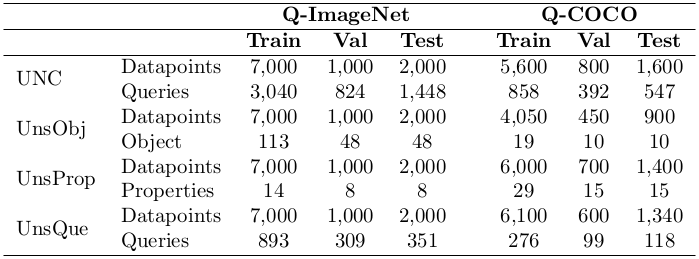 Q-ImageNet Q-COCO
Train Val Test Train Val Test
UNC Datapoints 7,000 1,000 2,000 5,600 800 1,600
Queries 3,040 824 1,448 858 392 547
UnsObj Datapoints 7,000 1,000 2,000 4,050 450 900
Object 113 48 48 19 10 10
UnsProp Datapoints 7,000 1,000 2,000 6,000 700 1,400
Properties 14 8 8 29 15 15
UnsQue Datapoints 7,000 1,000 2,000 6,100 600 1,340
Queries 893 309 351 276 99 118